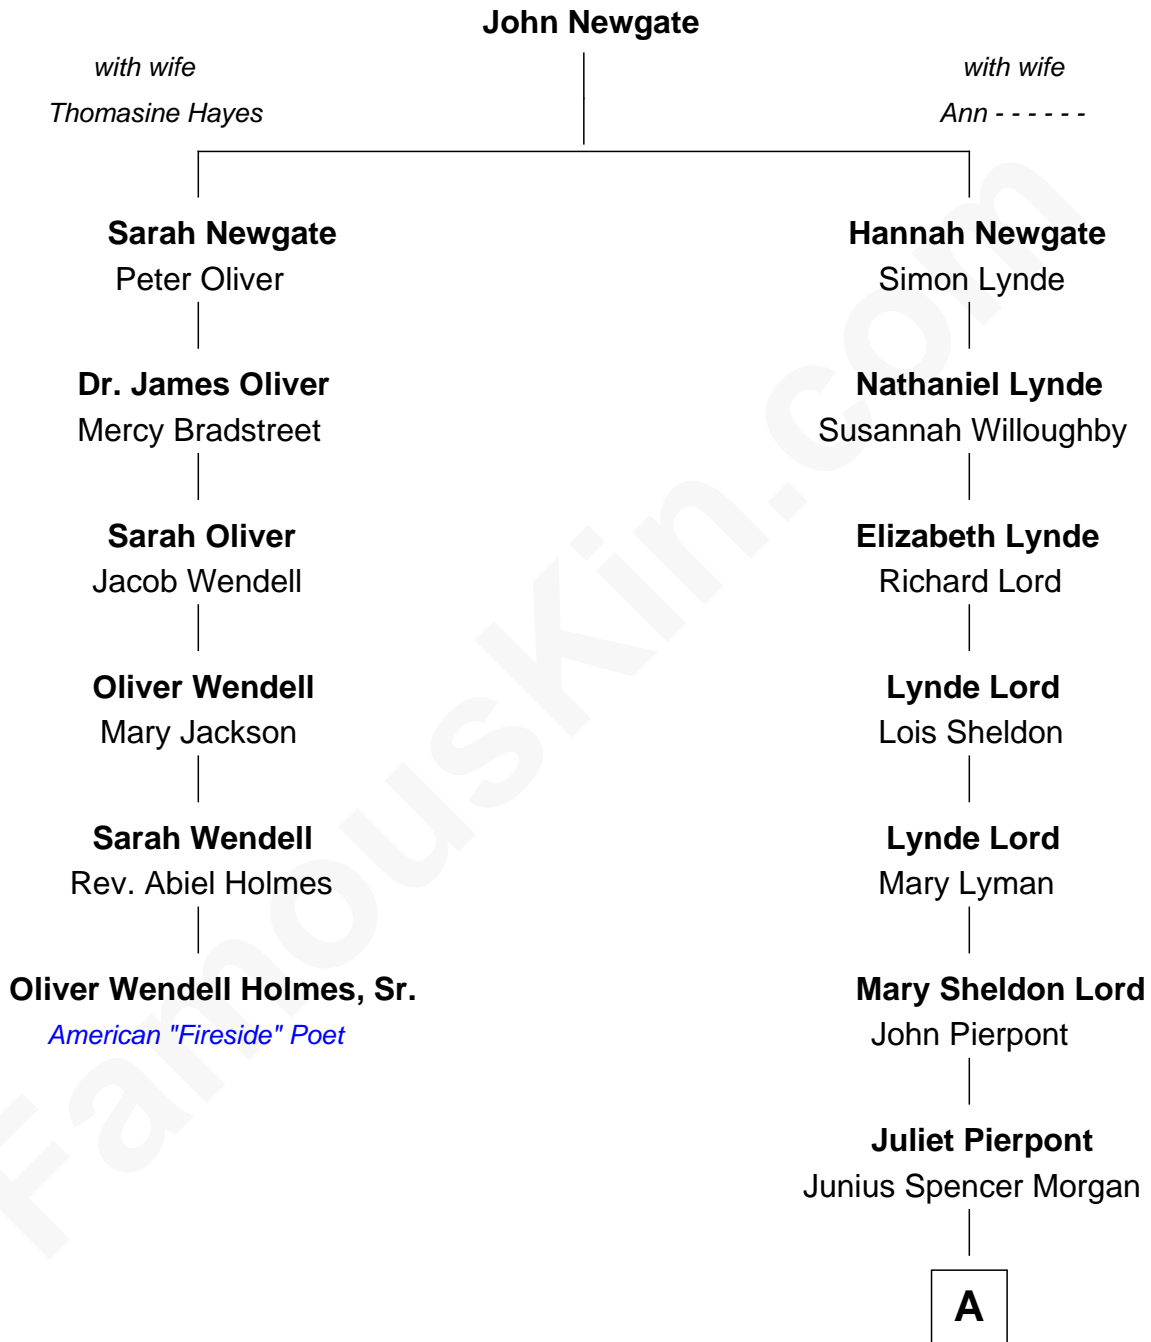 John Newgate
with wife
Thomasine Hayes
with wife
Ann - - - - - -
Sarah Newgate
Peter Oliver
Hannah Newgate
Simon Lynde
Dr. James Oliver
Mercy Bradstreet
Nathaniel Lynde
Susannah Willoughby
Sarah Oliver
Jacob Wendell
Elizabeth Lynde
Richard Lord
Oliver Wendell
Mary Jackson
Lynde Lord
Lois Sheldon
Sarah Wendell
Rev. Abiel Holmes
Lynde Lord
Mary Lyman
Oliver Wendell Holmes, Sr.
American "Fireside" Poet
Mary Sheldon Lord
John Pierpont
Juliet Pierpont
Junius Spencer Morgan
A
FamousKin.com